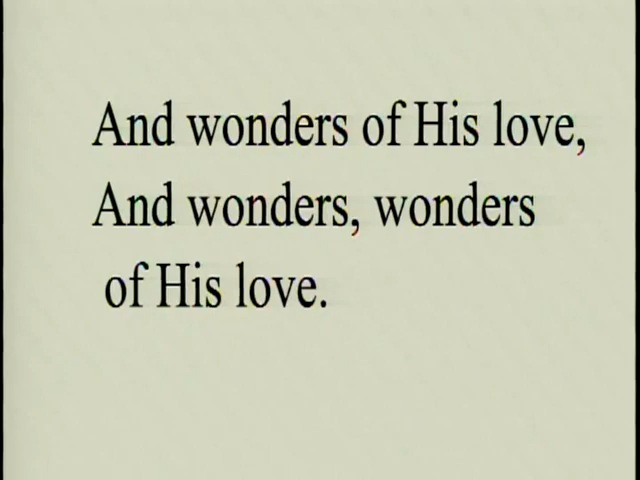 And wonders of His love,
And wonders, wonders
of His love.